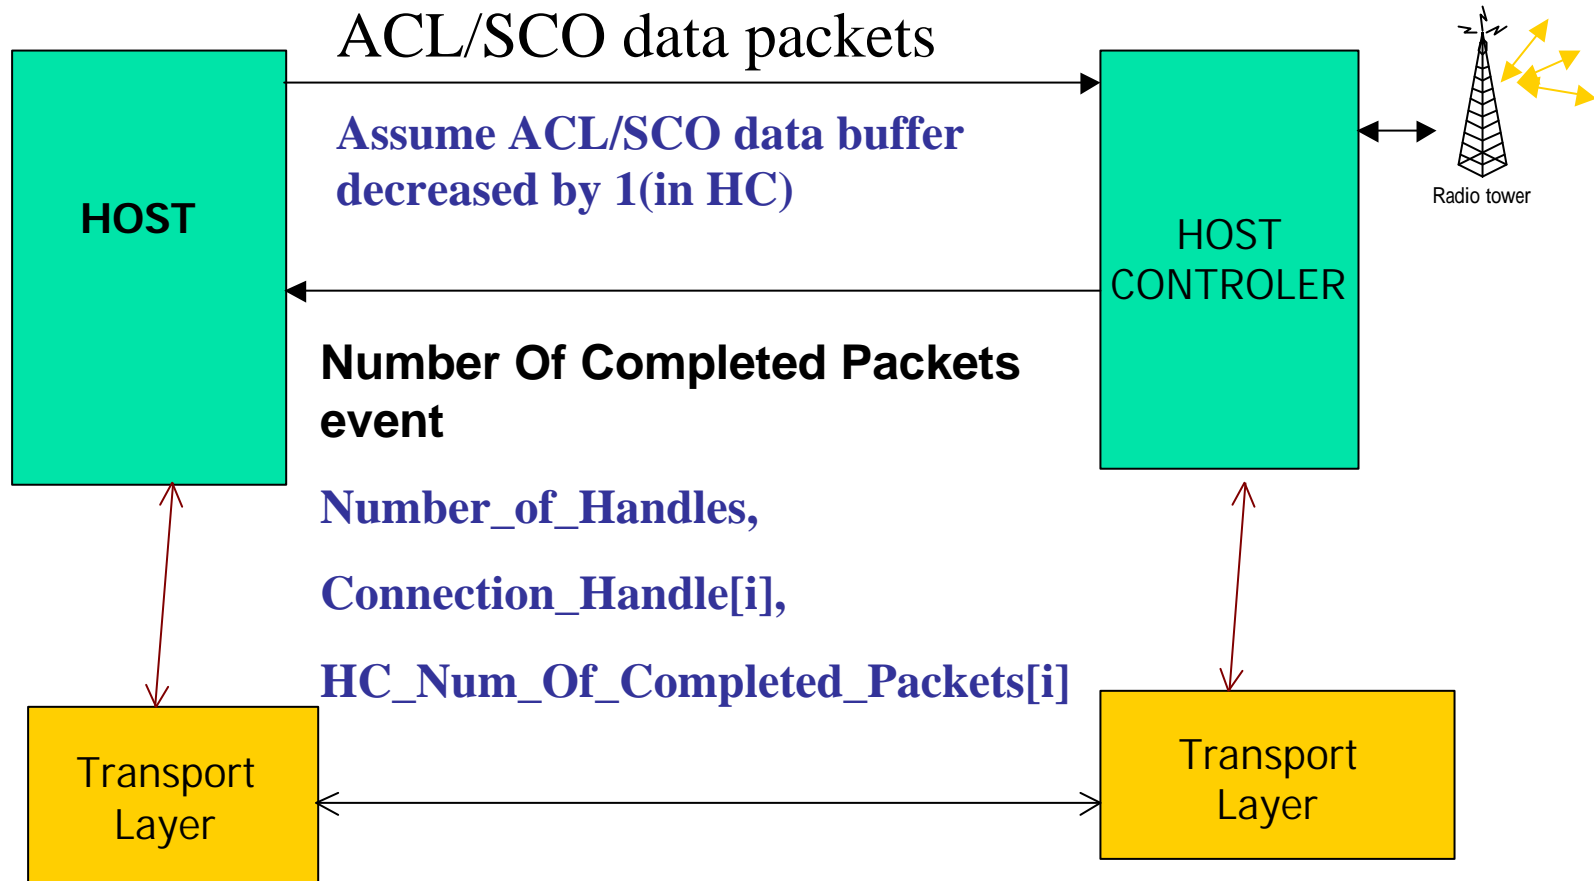 ACL/SCO data packets
Assume ACL/SCO data buffer
decreased by 1(in HC)
HOST
HOST
CONTROLER
Radio tower
Number Of Completed Packets
event
Number_of_Handles,
Connection_Handle[i],
HC_Num_Of_Completed_Packets[i]
Transport
Layer
Transport
Layer